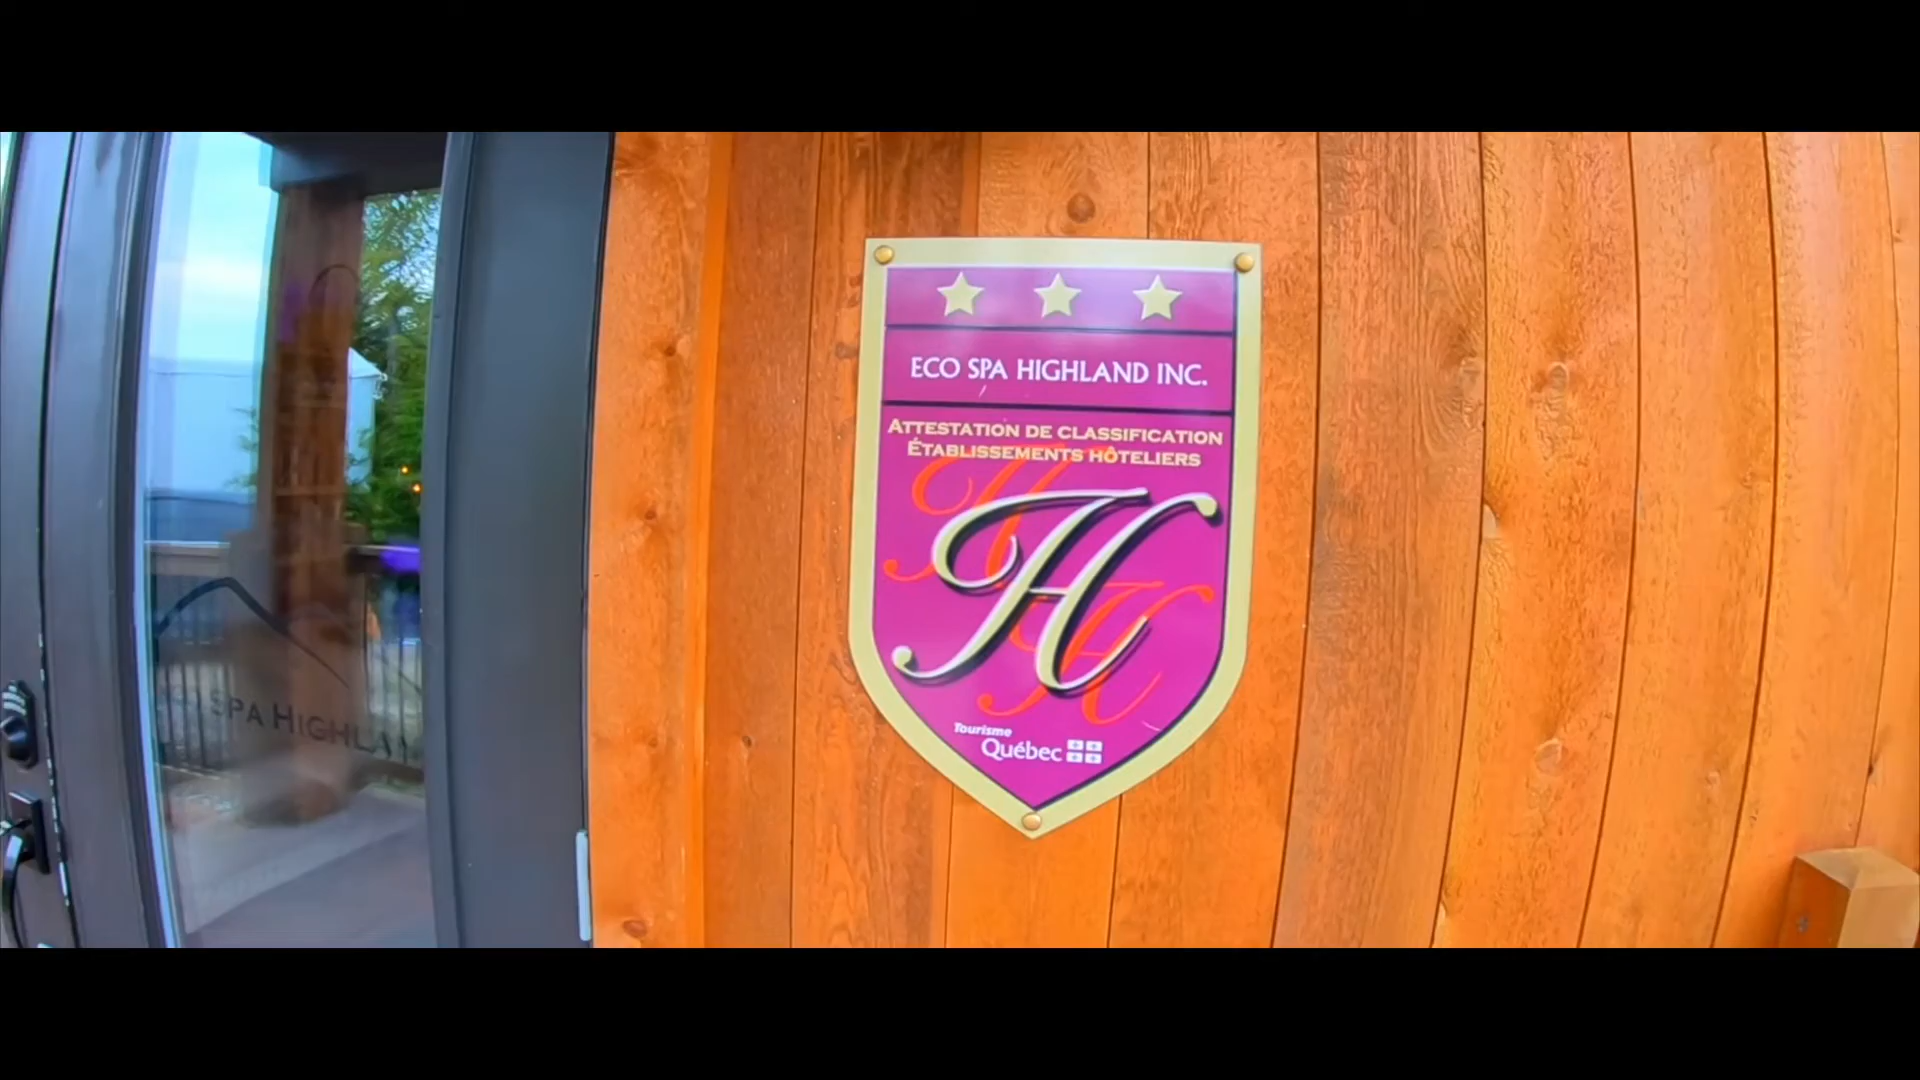 ECO SPA HIGHLAND INC.
ATTESTATION DE CLASSIFICATION
ÉTABLISSEMENTS HÔTELIERS
H
Tourisme
Québec
SPA HIGHLA